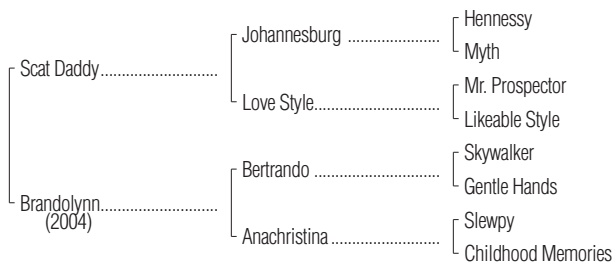 Hennessy
Johannesburg ........................
Myth
Scat Daddy..............................
Mr. Prospector
Love Style................................
Likeable Style
Skywalker
Bertrando ................................
Gentle Hands
Brandolynn..............................
(2004)
Slewpy
Anachristina ............................
Childhood Memories